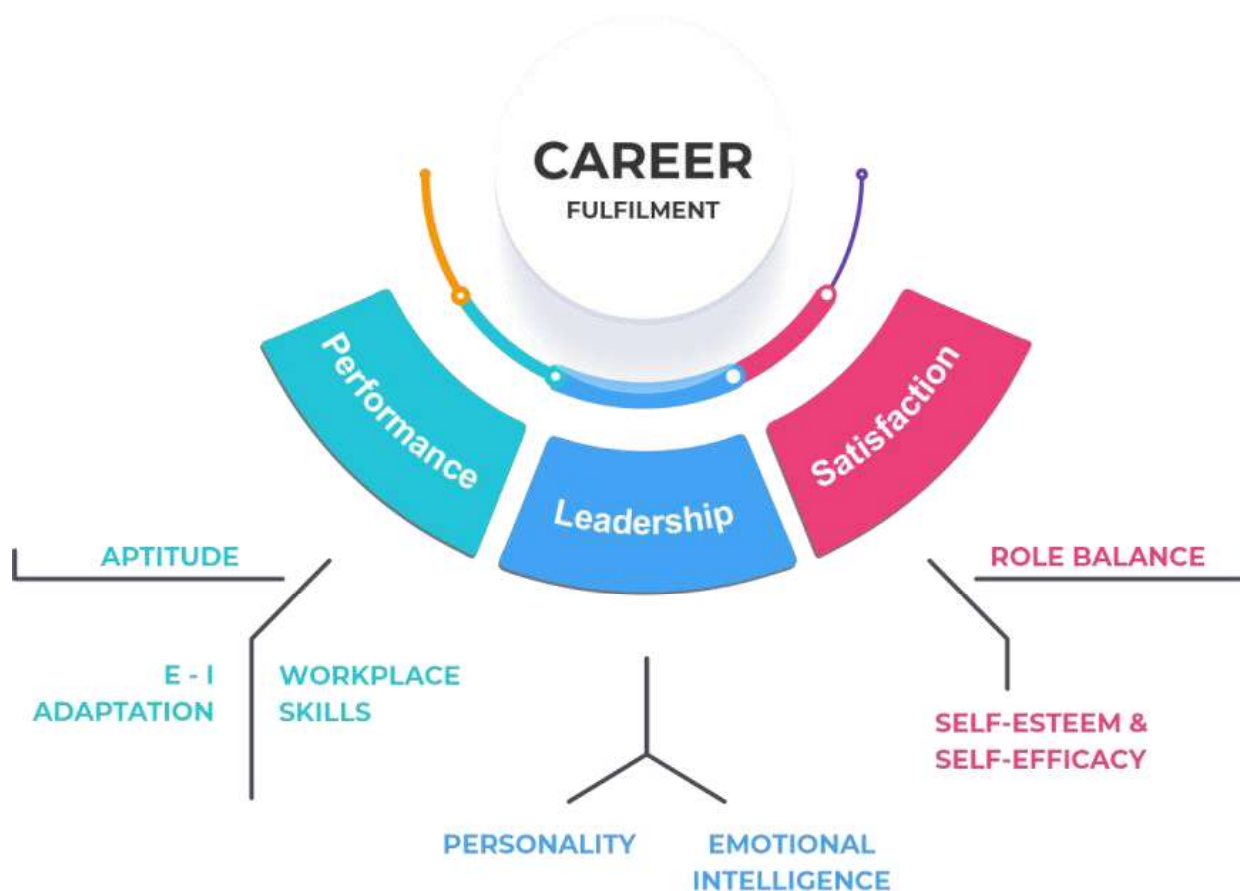 CAREER
FULFILMENT
Performance
Leadership
Satisfaction
APTITUDE
E - I
ADAPTATION
WORKPLACE
SKILLS
ROLE BALANCE
SELF-ESTEEM &
SELF-EFFICACY
PERSONALITY
EMOTIONAL
INTELLIGENCE